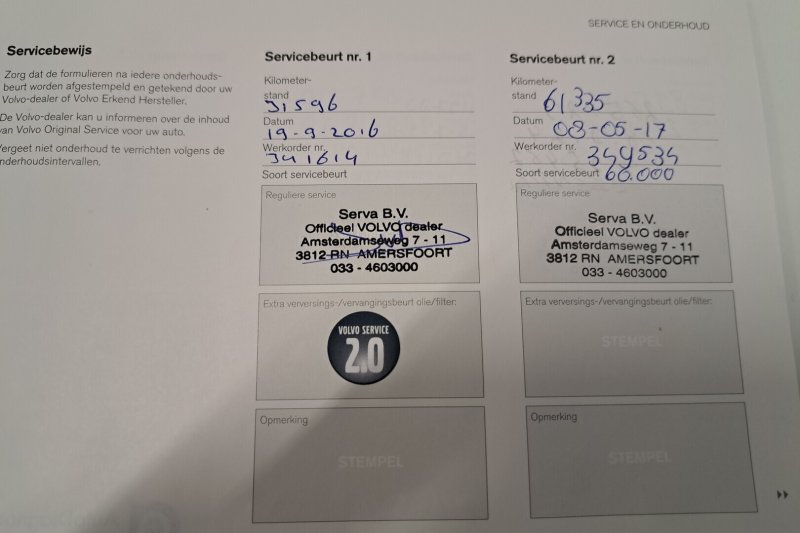 SERVICE EN ONDERHOUD
Servicebewijs
Zorg dat de formulieren na iedere onderhouds-
beurt worden afgestempeld en getekend door uw
Volvo-dealer of Volvo Erkend Hersteller.
De Volvo-dealer kan u informeren over de inhoud
van Volvo Original Service voor uw auto.
Vergeet niet onderhoud te verrichten volgens de
onderhoudsintervallen.
Servicebeurt nr. 1
Kilometer-
stand 31596
Datum
19-9-2016
Werkorder nr.
341614
Soort servicebeurt
Reguliere service
Serva B.V.
Officieel VOLVO dealer
Amsterdamseweg 7 - 11
3812 RN AMERSFOORT
033 - 4603000
Extra verversings-/vervangingsbeurt olie/filter:
VOLVO SERVICE
2.0
Opmerking
STEMPEL
Servicebeurt nr. 2
Kilometer-
stand 61335
Datum 08-05-17
Werkorder nr. 349534
Soort servicebeurt 60.000
Reguliere service
Serva B.V.
Officieel VOLVO dealer
Amsterdamseweg 7 - 11
3812 RN AMERSFOORT
033 - 4603000
Extra verversings-/vervangingsbeurt olie/filter:
STEMPEL
Opmerking
STEMPEL